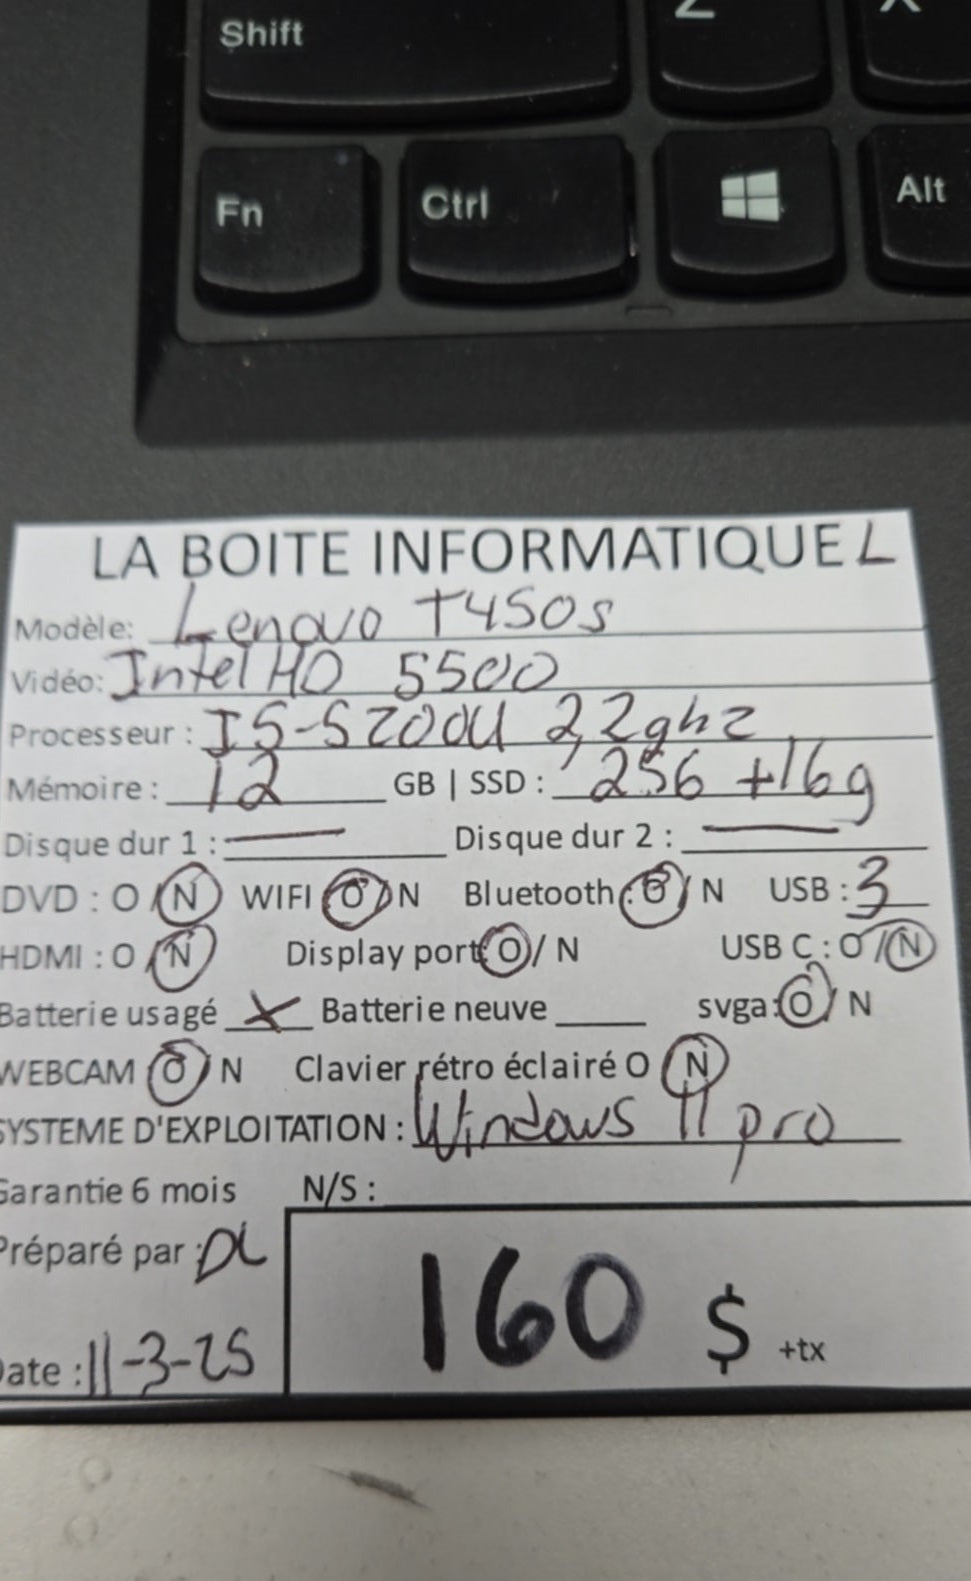 Shift Z X
Fn Ctrl Alt
LA BOITE INFORMATIQUE L
Modèle: Lenovo T450s
Vidéo: Intel HD 5500
Processeur : I5-5200U 2,2ghz
Mémoire : 12 GB | SSD : 256 +16g
Disque dur 1 : — Disque dur 2 : —
DVD : O / N WIFI O / N Bluetooth : O / N USB : 3
HDMI : O / N Display port: O / N USB C : O / N
Batterie usagé X Batterie neuve ____ svga: O / N
WEBCAM O / N Clavier rétro éclairé O / N
SYSTEME D'EXPLOITATION : Windows 11 pro
Garantie 6 mois N/S :
Préparé par : DL
160 $ +tx
Date : 11-3-25